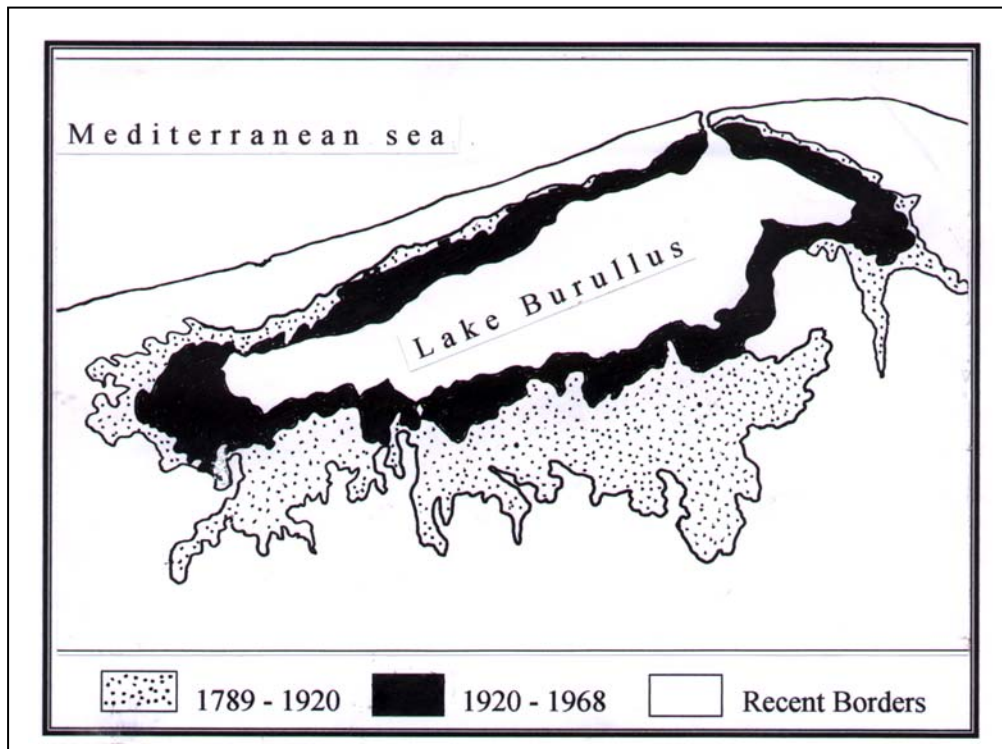 Mediterranean sea
Lake Burullus
1789 - 1920
1920 - 1968
Recent Borders